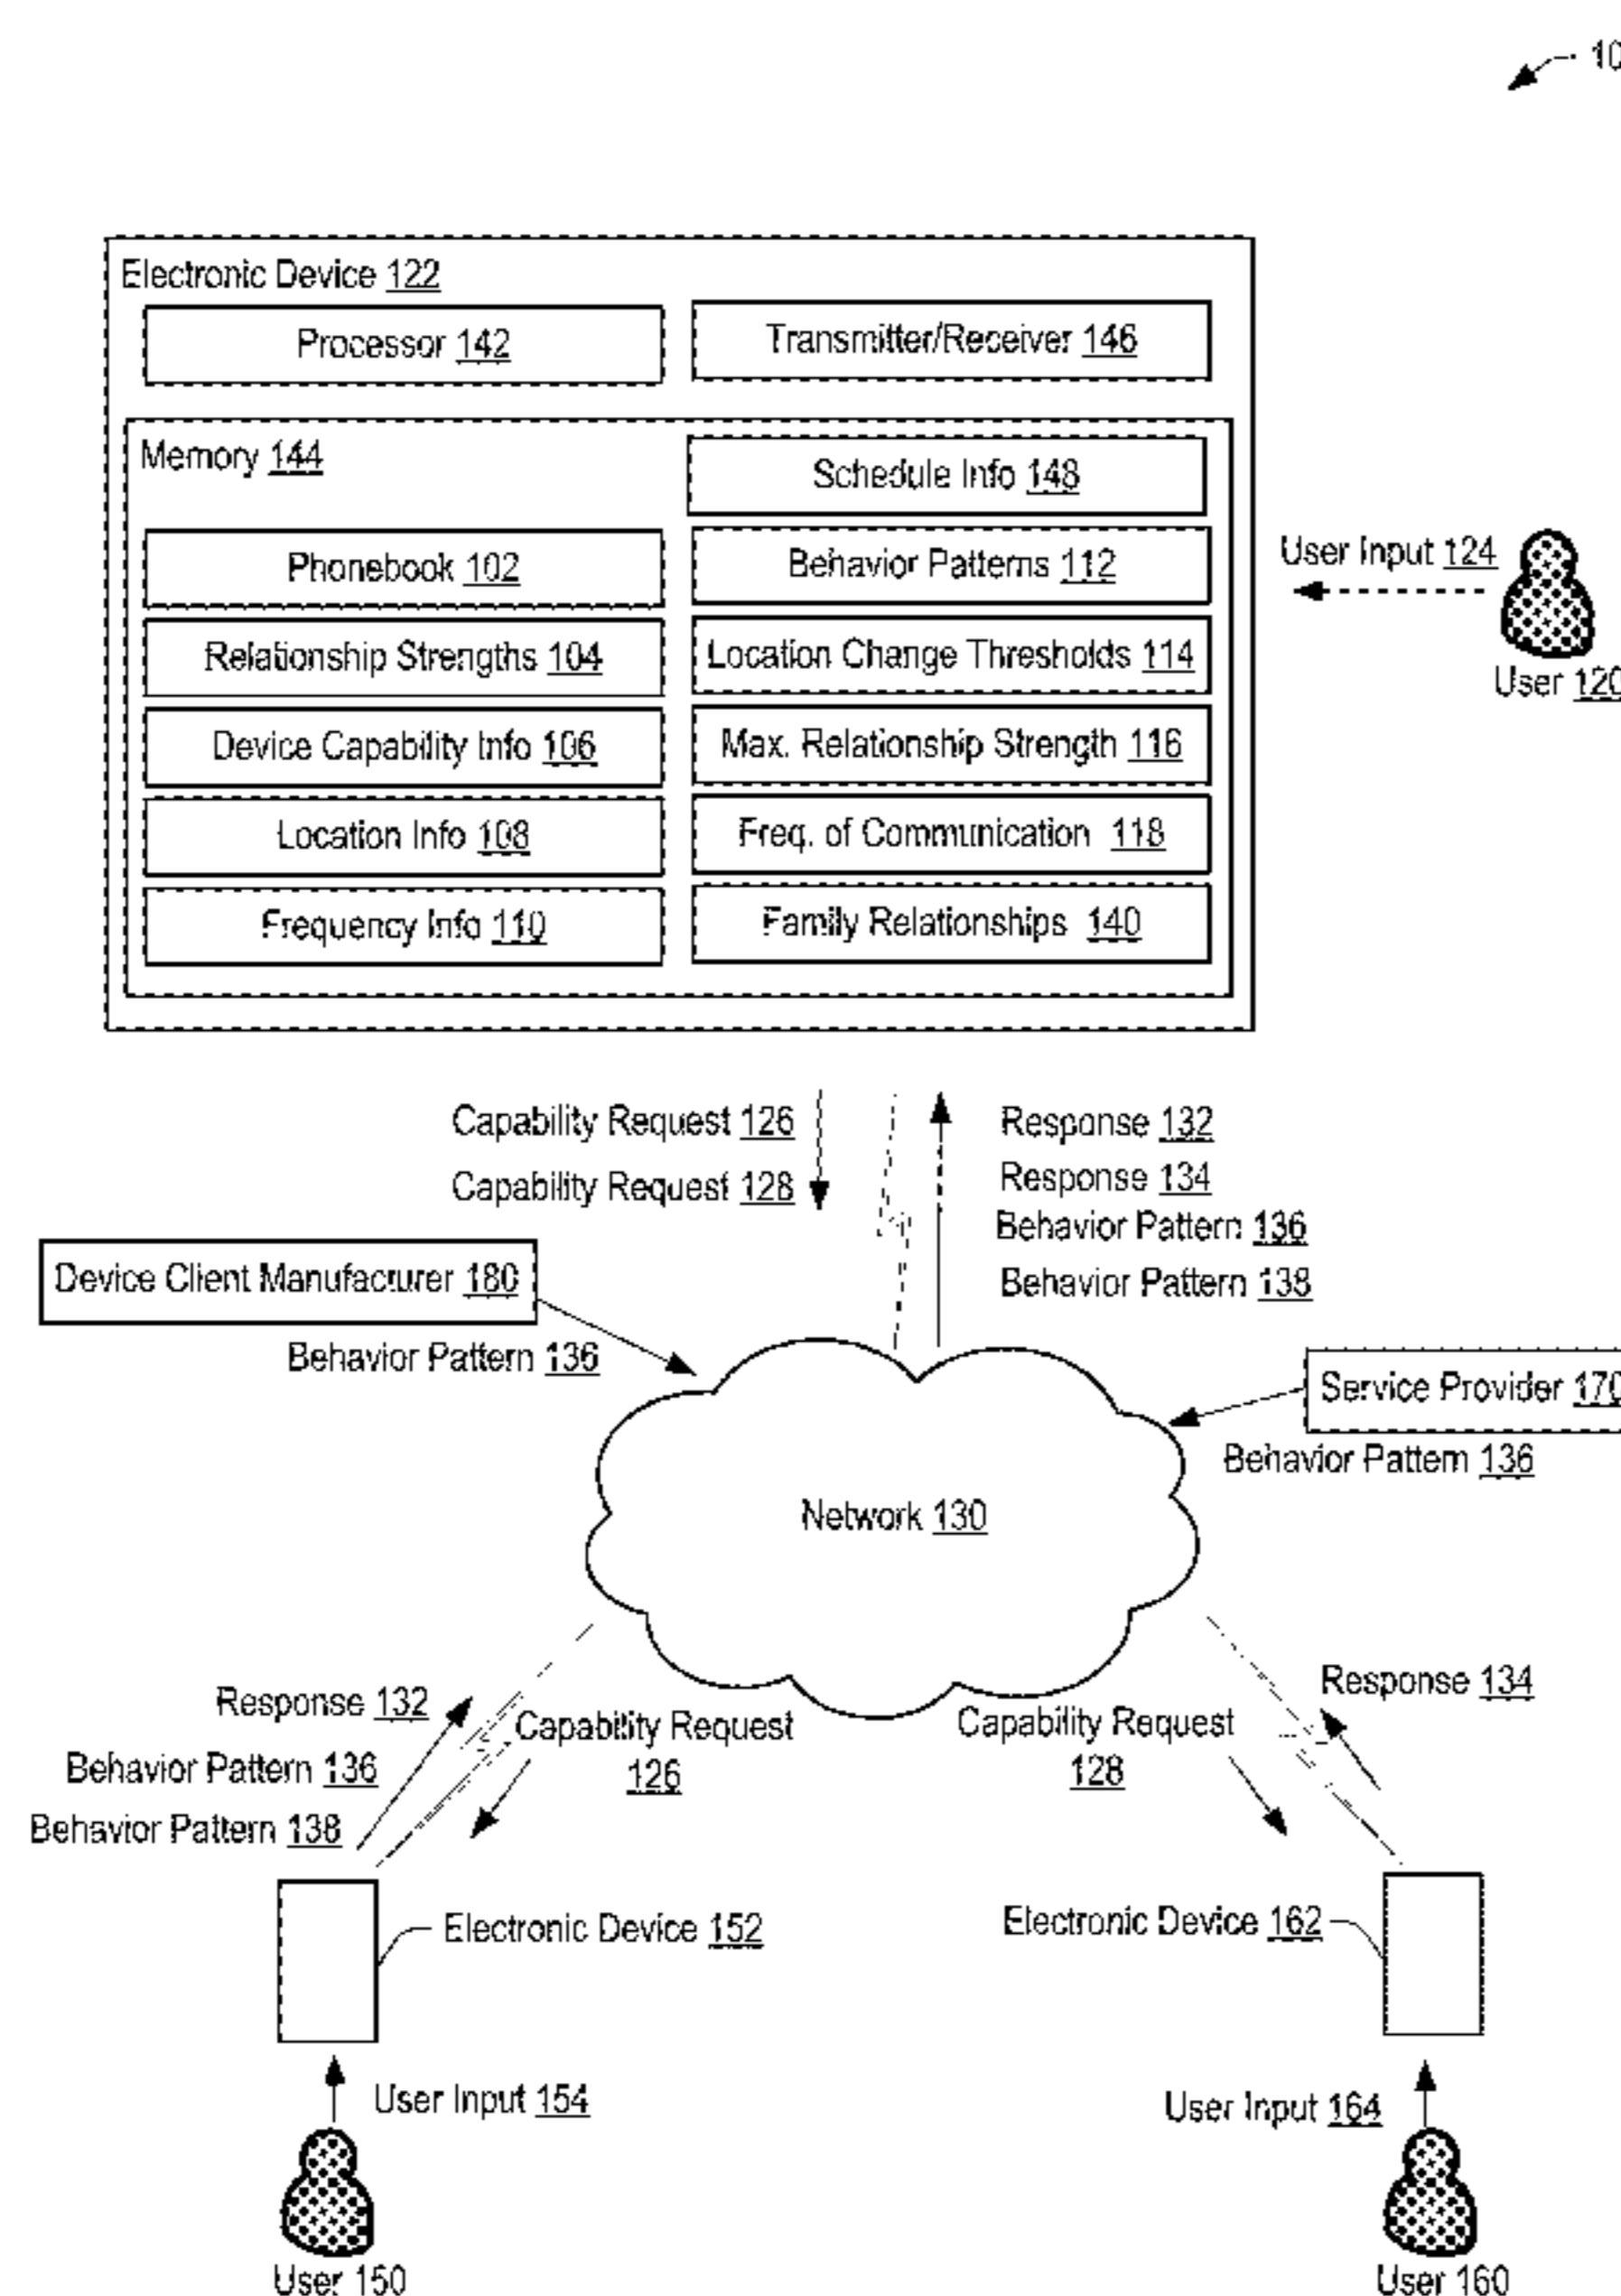 10
Electronic Device 122
Processor 142
Transmitter/Receiver 146
Memory 144
Schedule Info 148
Phonebook 102
Behavior Patterns 112
User Input 124
Relationship Strengths 104
Location Change Thresholds 114
User 120
Device Capability Info 106
Max. Relationship Strength 116
Location Info 108
Freq. of Communication 118
Frequency Info 110
Family Relationships 140
Capability Request 126
Response 132
Capability Request 128
Response 134
Behavior Pattern 136
Behavior Pattern 138
Device Client Manufacturer 180
Behavior Pattern 136
Service Provider 170
Behavior Pattern 136
Network 130
Response 132
Behavior Pattern 136
Behavior Pattern 138
Capability Request
126
Capability Request
128
Response 134
Electronic Device 152
Electronic Device 162
User Input 154
User Input 164
User 150
User 160